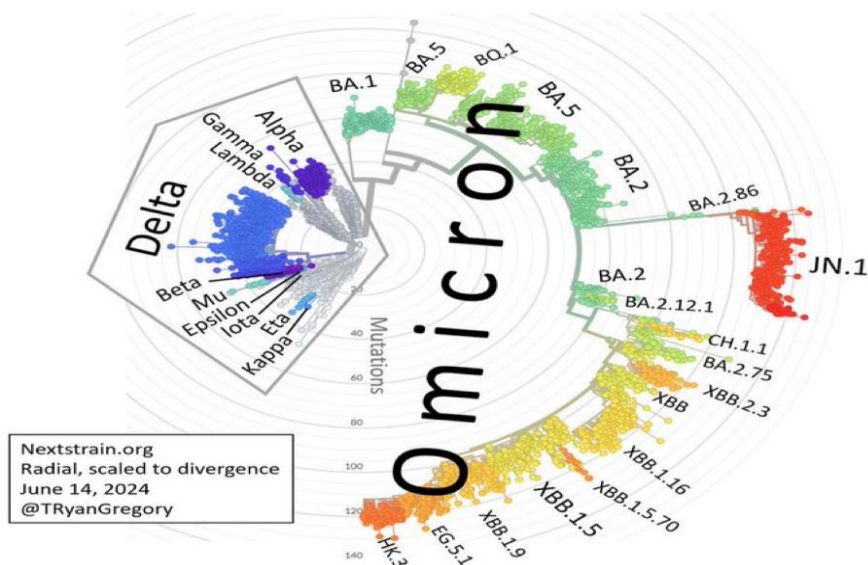 BA.1
BA.5
BQ.1
BA.5
BA.2
BA.2.86
JN.1
Alpha
Gamma
Lambda
Delta
Beta
Mu
Epsilon
Iota
Eta
Kappa
Omicron
BA.2
BA.2.12.1
CH.1.1
BA.2.75
XBB.2.3
XBB
XBB.1.16
XBB.1.5.70
XBB.1.5
XBB.1.9
EG.5.1
HK.3
0
20
40
60
80
100
120
140
Mutations
Nextstrain.org
Radial, scaled to divergence
June 14, 2024
@TRyanGregory